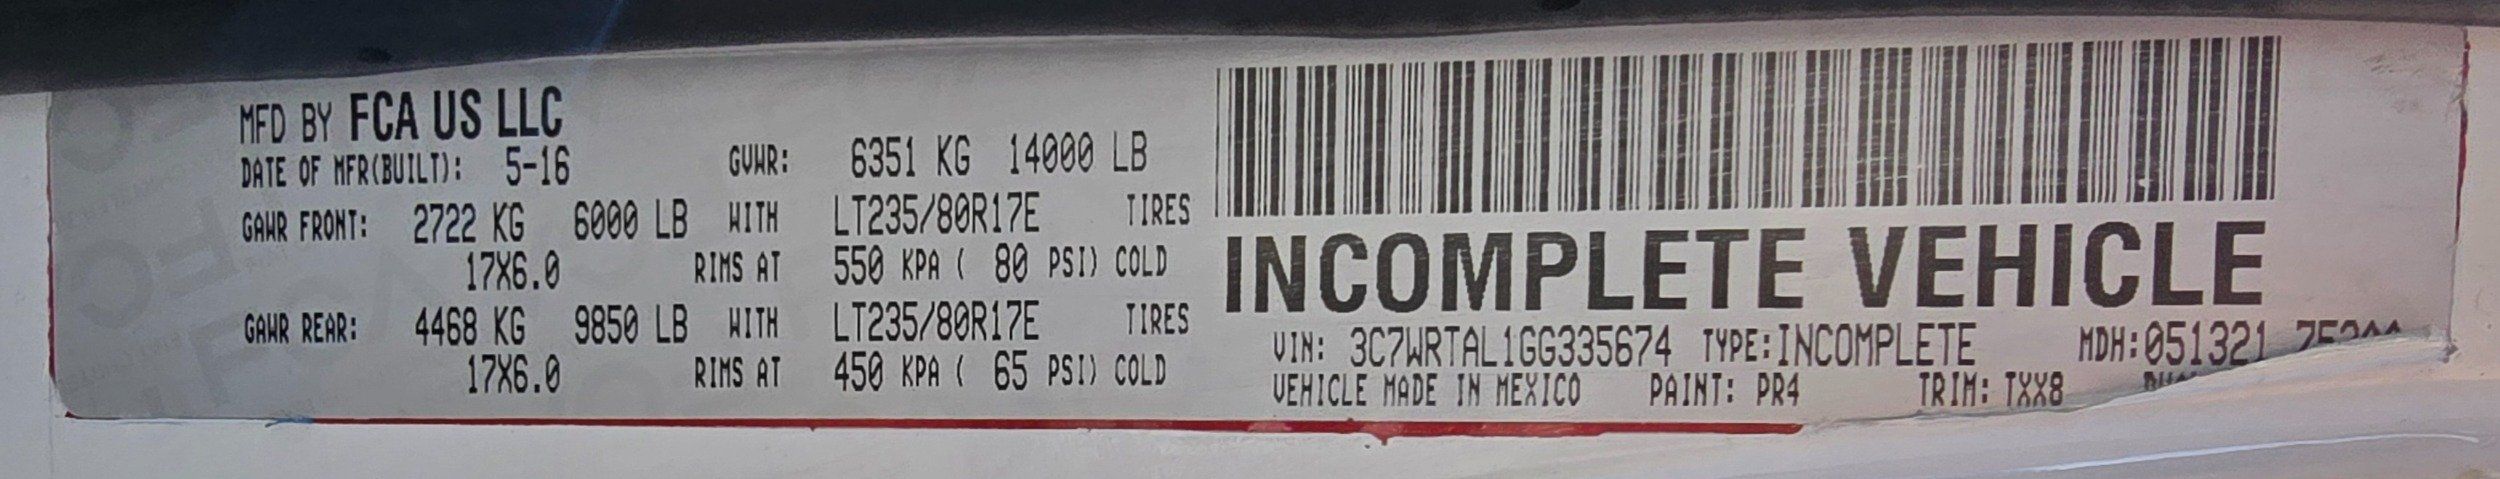 MFD BY FCA US LLC
DATE OF MFR(BUILT): 5-16 GVWR: 6351 KG 14000 LB
GAWR FRONT: 2722 KG 6000 LB WITH LT235/80R17E TIRES
17X6.0 RIMS AT 550 KPA ( 80 PSI) COLD
GAWR REAR: 4468 KG 9850 LB WITH LT235/80R17E TIRES
17X6.0 RIMS AT 450 KPA ( 65 PSI) COLD
INCOMPLETE VEHICLE
VIN: 3C7WRTAL1GG335674 TYPE:INCOMPLETE MDH:051321
VEHICLE MADE IN MEXICO PAINT: PR4 TRIM: TXX8